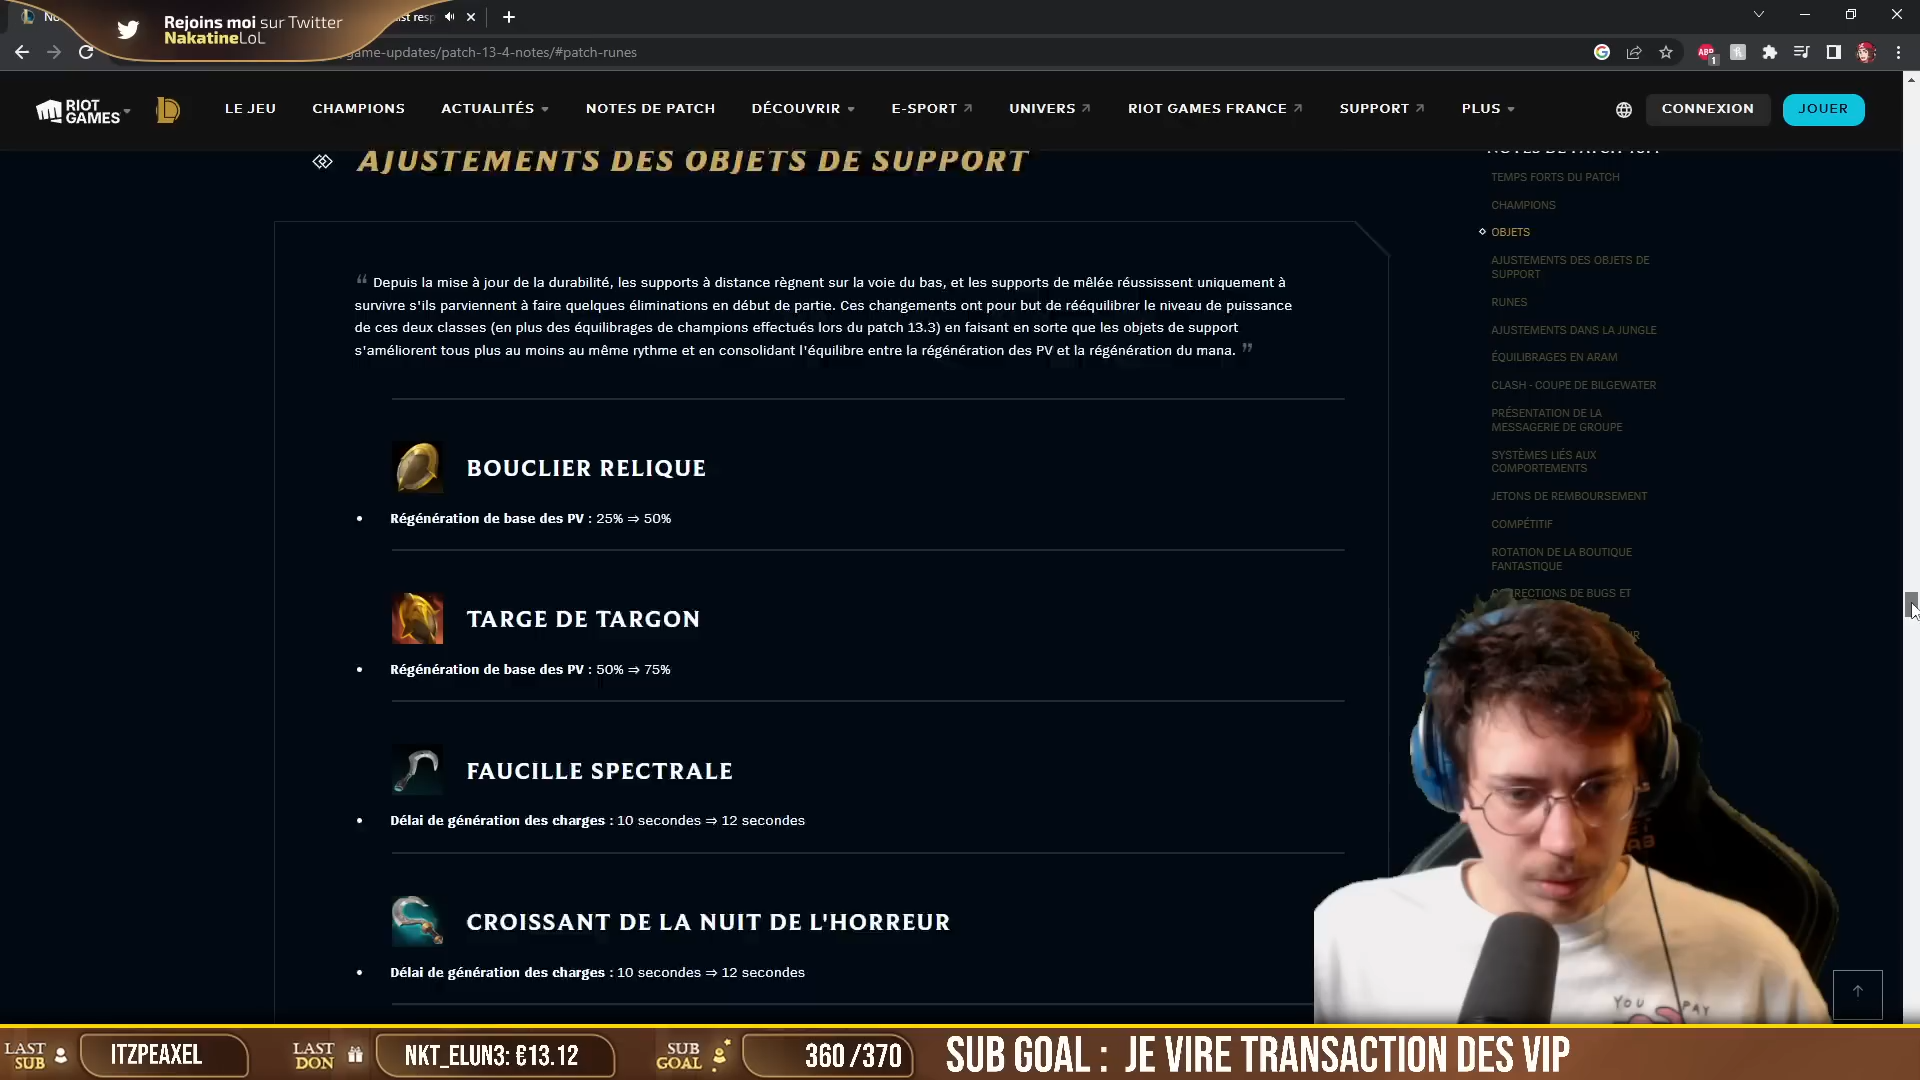 Rejoins moi sur Twitter
NakatineLoL
game-updates/patch-13-4-notes/#patch-runes
ABP
1
RIOT GAMES
LE JEU
CHAMPIONS
ACTUALITÉS
NOTES DE PATCH
DÉCOUVRIR
E-SPORT
UNIVERS
RIOT GAMES FRANCE
SUPPORT
PLUS
CONNEXION
JOUER
AJUSTEMENTS DES OBJETS DE SUPPORT
“ Depuis la mise à jour de la durabilité, les supports à distance règnent sur la voie du bas, et les supports de mêlée réussissent uniquement à
survivre s'ils parviennent à faire quelques éliminations en début de partie. Ces changements ont pour but de rééquilibrer le niveau de puissance
de ces deux classes (en plus des équilibrages de champions effectués lors du patch 13.3) en faisant en sorte que les objets de support
s'améliorent tous plus au moins au même rythme et en consolidant l'équilibre entre la régénération des PV et la régénération du mana. ”
BOUCLIER RELIQUE
• Régénération de base des PV : 25% ⇒ 50%
TARGE DE TARGON
• Régénération de base des PV : 50% ⇒ 75%
FAUCILLE SPECTRALE
• Délai de génération des charges : 10 secondes ⇒ 12 secondes
CROISSANT DE LA NUIT DE L'HORREUR
• Délai de génération des charges : 10 secondes ⇒ 12 secondes
TEMPS FORTS DU PATCH
CHAMPIONS
OBJETS
AJUSTEMENTS DES OBJETS DE
SUPPORT
RUNES
AJUSTEMENTS DANS LA JUNGLE
ÉQUILIBRAGES EN ARAM
CLASH - COUPE DE BILGEWATER
PRÉSENTATION DE LA
MESSAGERIE DE GROUPE
SYSTÈMES LIÉS AUX
COMPORTEMENTS
JETONS DE REMBOURSEMENT
COMPÉTITIF
ROTATION DE LA BOUTIQUE
FANTASTIQUE
CORRECTIONS DE BUGS ET
YOU PAY
LAST SUB
ITZPEAXEL
LAST DON
NKT_ELUN3: €13.12
SUB GOAL
360 /370
SUB GOAL : JE VIRE TRANSACTION DES VIP